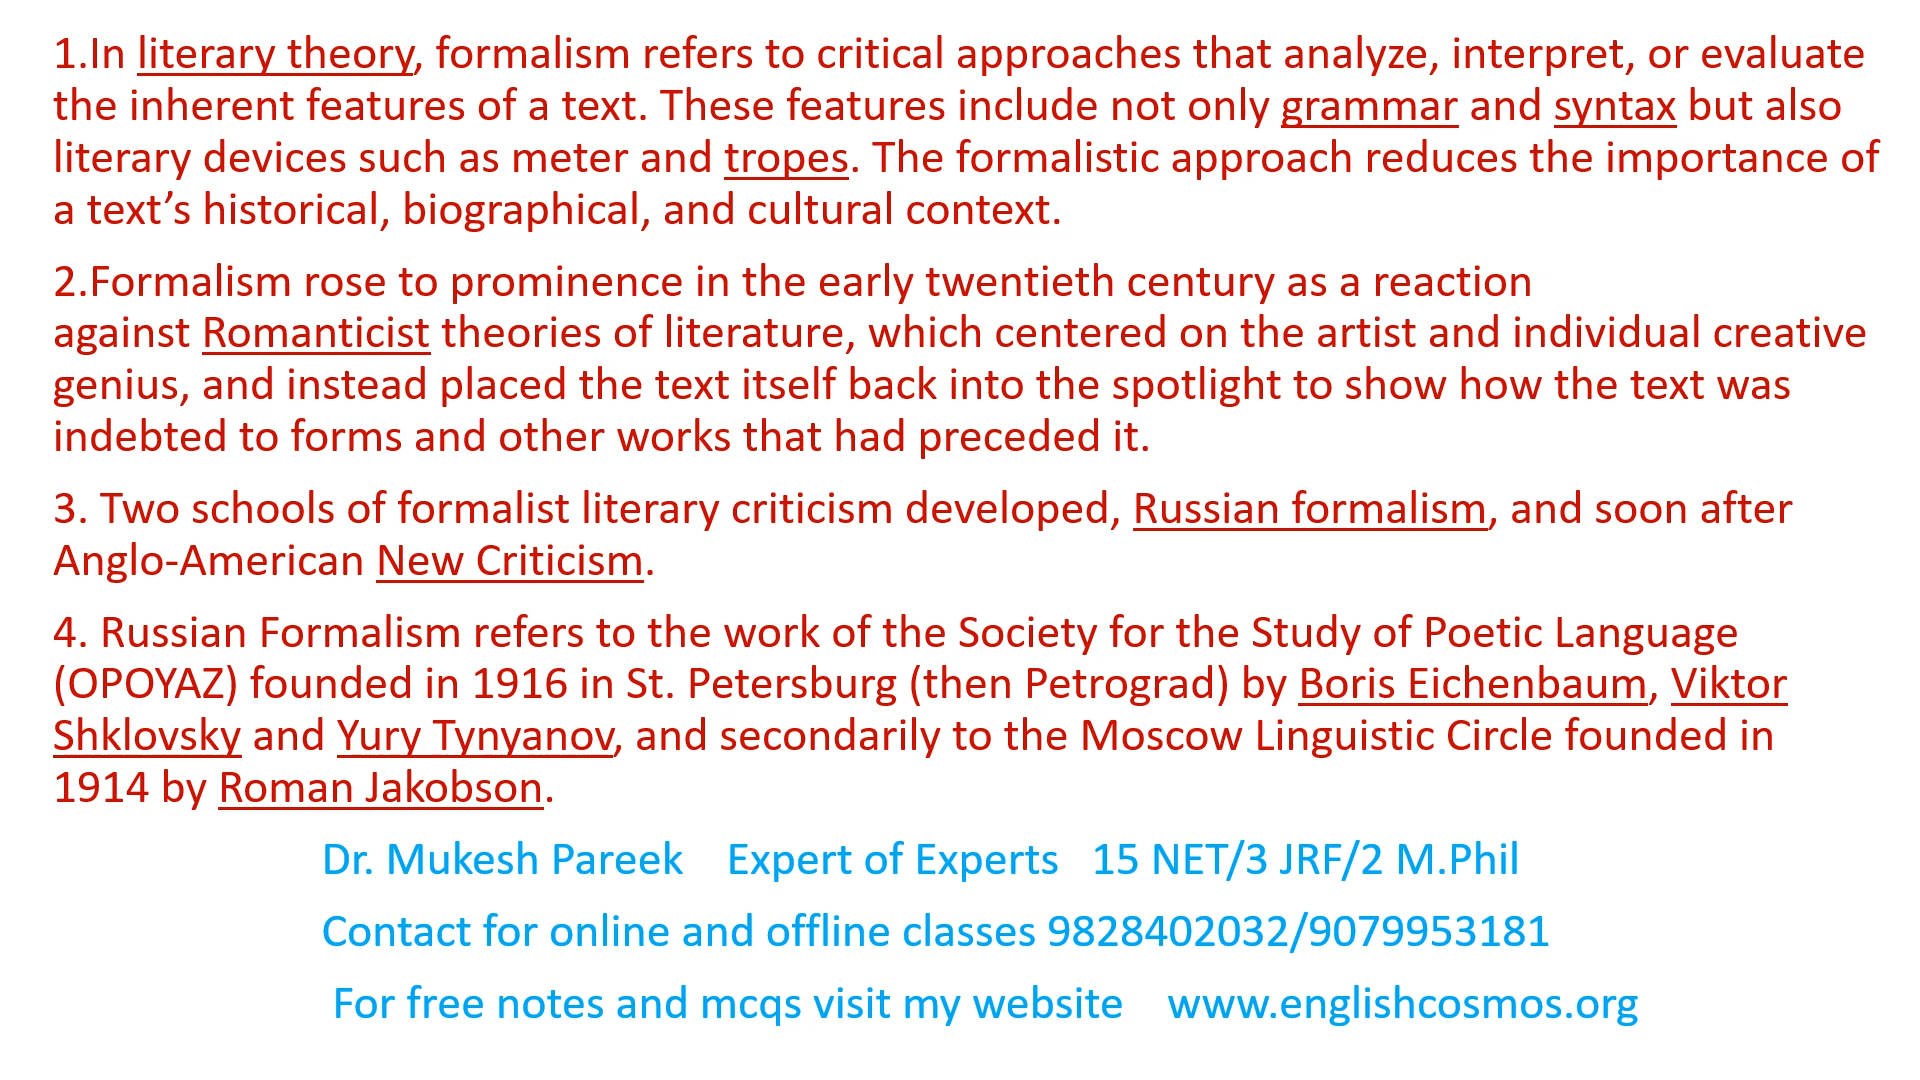 1.In literary theory, formalism refers to critical approaches that analyze, interpret, or evaluate
the inherent features of a text. These features include not only grammar and syntax but also
literary devices such as meter and tropes. The formalistic approach reduces the importance of
a text’s historical, biographical, and cultural context.
2.Formalism rose to prominence in the early twentieth century as a reaction
against Romanticist theories of literature, which centered on the artist and individual creative
genius, and instead placed the text itself back into the spotlight to show how the text was
indebted to forms and other works that had preceded it.
3. Two schools of formalist literary criticism developed, Russian formalism, and soon after
Anglo-American New Criticism.
4. Russian Formalism refers to the work of the Society for the Study of Poetic Language
(OPOYAZ) founded in 1916 in St. Petersburg (then Petrograd) by Boris Eichenbaum, Viktor
Shklovsky and Yury Tynyanov, and secondarily to the Moscow Linguistic Circle founded in
1914 by Roman Jakobson.
Dr. Mukesh Pareek Expert of Experts 15 NET/3 JRF/2 M.Phil
Contact for online and offline classes 9828402032/9079953181
For free notes and mcqs visit my website www.englishcosmos.org